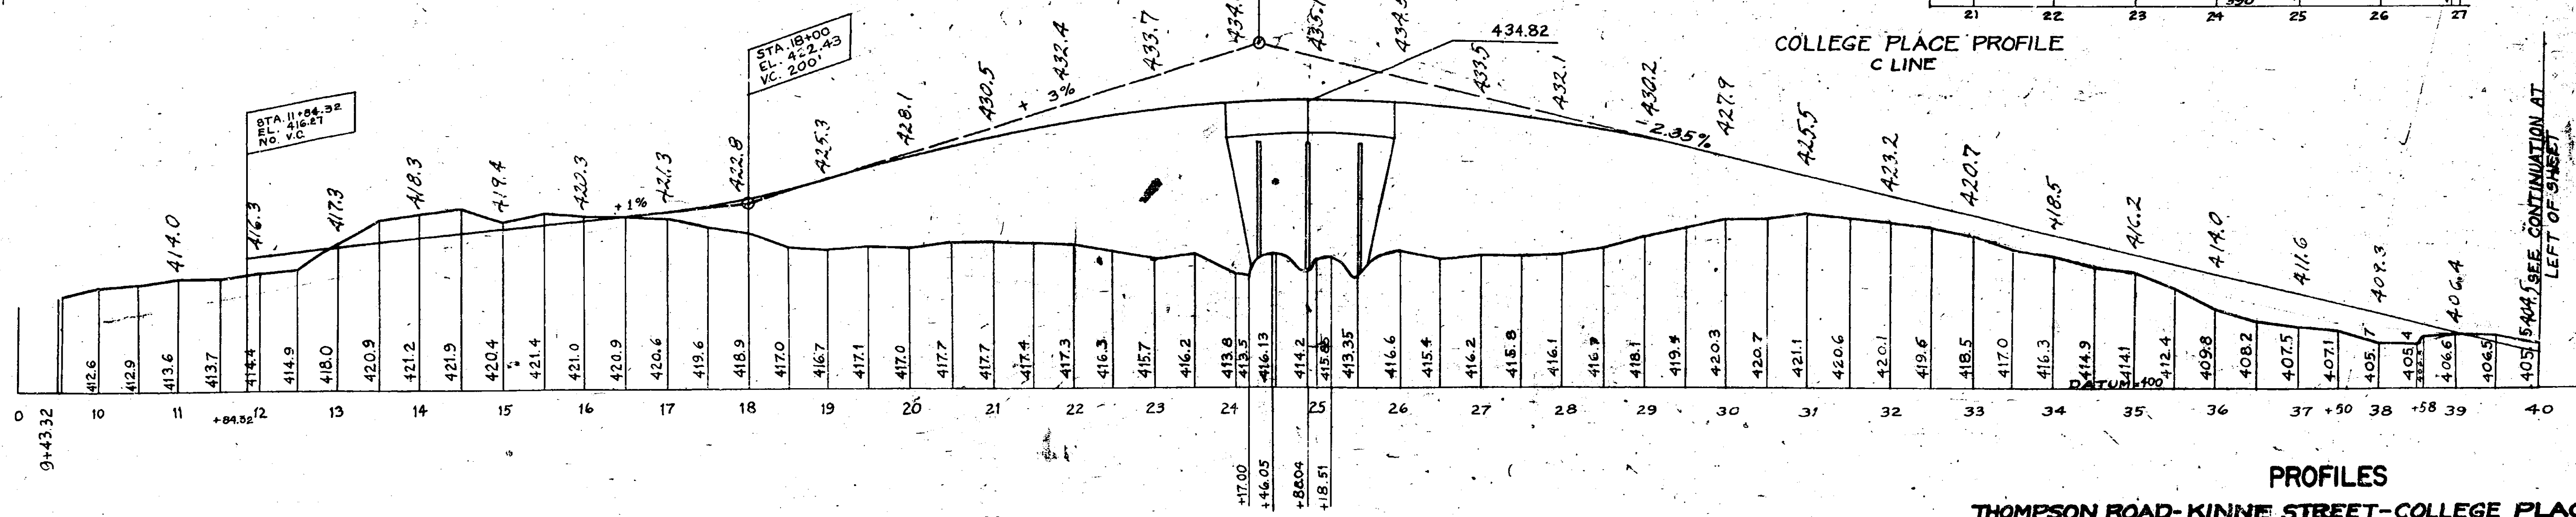 390
21 22 23 24 25 26 27
COLLEGE PLACE PROFILE
C LINE
STA. 11+84.32
EL. 416.27
NO V.C.
STA. 18+00
EL. 422.43
V.C. 200'
434.82
+1%
+ 3%
- 2.35%
414.0 416.3 417.3 418.3 419.4 420.3 421.3 422.8 425.3 428.1 430.5 432.4 433.7 433.5 432.1 430.2 427.9 425.5 423.2 420.7 418.5 416.2 414.0 411.6 409.3 406.4 404.5
SEE CONTINUATION AT
LEFT OF SHEET
412.6 412.9 413.6 413.7 414.4 414.9 418.0 420.9 421.2 421.9 420.4 421.4 421.0 420.9 420.6 419.6 418.9 417.0 416.7 417.1 417.0 417.7 417.7 417.4 417.3 416.3 415.7 416.2 413.8 413.5 416.13 414.2 415.85 413.35 416.6 415.4 416.2 415.8 416.1 418.1 419.4 420.3 420.7 421.1 420.6 420.1 419.6 418.5 417.0 416.3 414.9 414.1 412.4 409.8 408.2 407.5 407.1 405.7 405.4 406.6 406.5 405.15
DATUM=400
0 9+43.32 10 11 +84.32 12 13 14 15 16 17 18 19 20 21 22 23 24 25 26 27 28 29 30 31 32 33 34 35 36 37 +50 38 +58 39 40
+17.00 +46.05 +88.04 +18.51
PROFILES
THOMPSON ROAD-KINNE STREET-COLLEGE PLAC